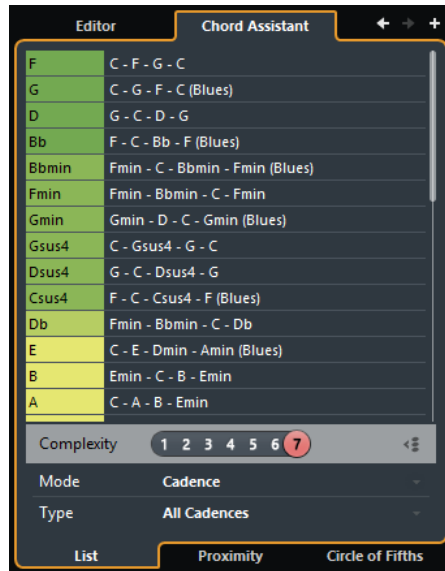 Editor Chord Assistant
F C - F - G - C
G C - G - F - C (Blues)
D G - C - D - G
Bb F - C - Bb - F (Blues)
Bbmin Fmin - C - Bbmin - Fmin (Blues)
Fmin Fmin - Bbmin - C - Fmin
Gmin Gmin - D - C - Gmin (Blues)
Gsus4 C - Gsus4 - G - C
Dsus4 G - C - Dsus4 - G
Csus4 F - C - Csus4 - F (Blues)
Db Fmin - Bbmin - C - Db
E C - E - Dmin - Amin (Blues)
B Emin - C - B - Emin
A C - A - B - Emin
Complexity 1 2 3 4 5 6 7
Mode Cadence
Type All Cadences
List Proximity Circle of Fifths